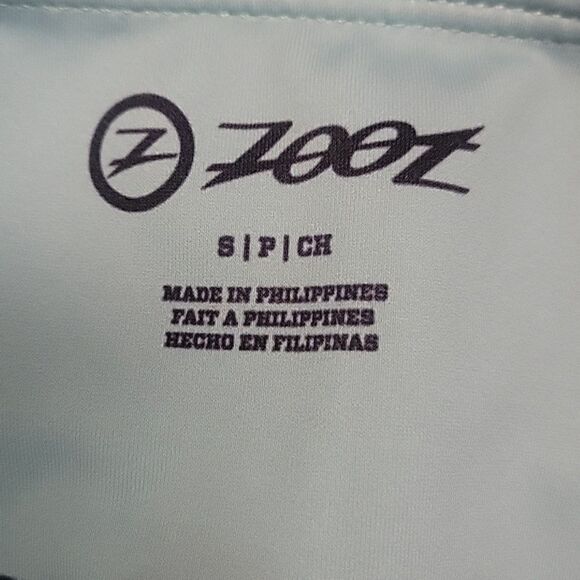 Z ZOOT
S | P | CH
MADE IN PHILIPPINES
FAIT A PHILIPPINES
HECHO EN FILIPINAS